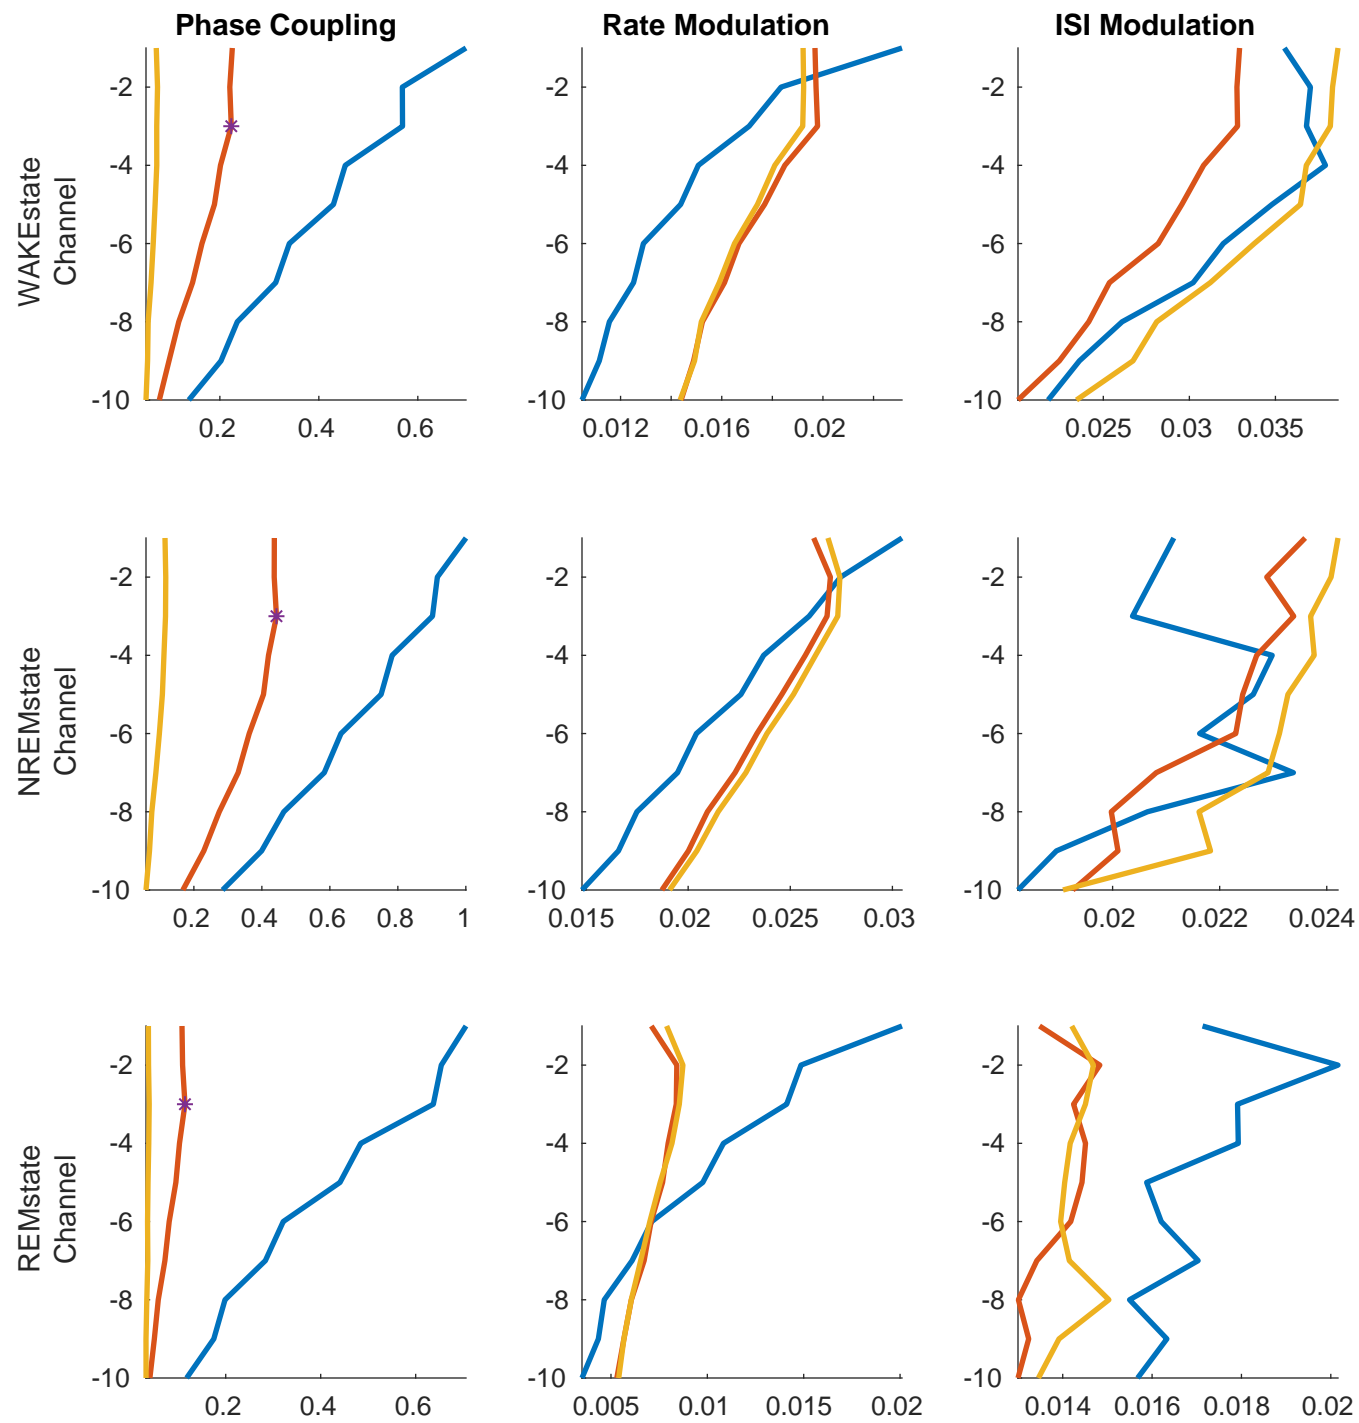 Phase Coupling Rate Modulation ISI Modulation
WAKEstate
Channel
-2 -2 -2
-4 -4 -4
-6 -6 -6
-8 -8 -8
-10 -10 -10
0.2 0.4 0.6 0.012 0.016 0.02 0.025 0.03 0.035
NREMstate
Channel
-2 -2 -2
-4 -4 -4
-6 -6 -6
-8 -8 -8
-10 -10 -10
0.2 0.4 0.6 0.8 1 0.015 0.02 0.025 0.03 0.02 0.022 0.024
REMstate
Channel
-2 -2 -2
-4 -4 -4
-6 -6 -6
-8 -8 -8
-10 -10 -10
0.2 0.4 0.6 0.005 0.01 0.015 0.02 0.014 0.016 0.018 0.02